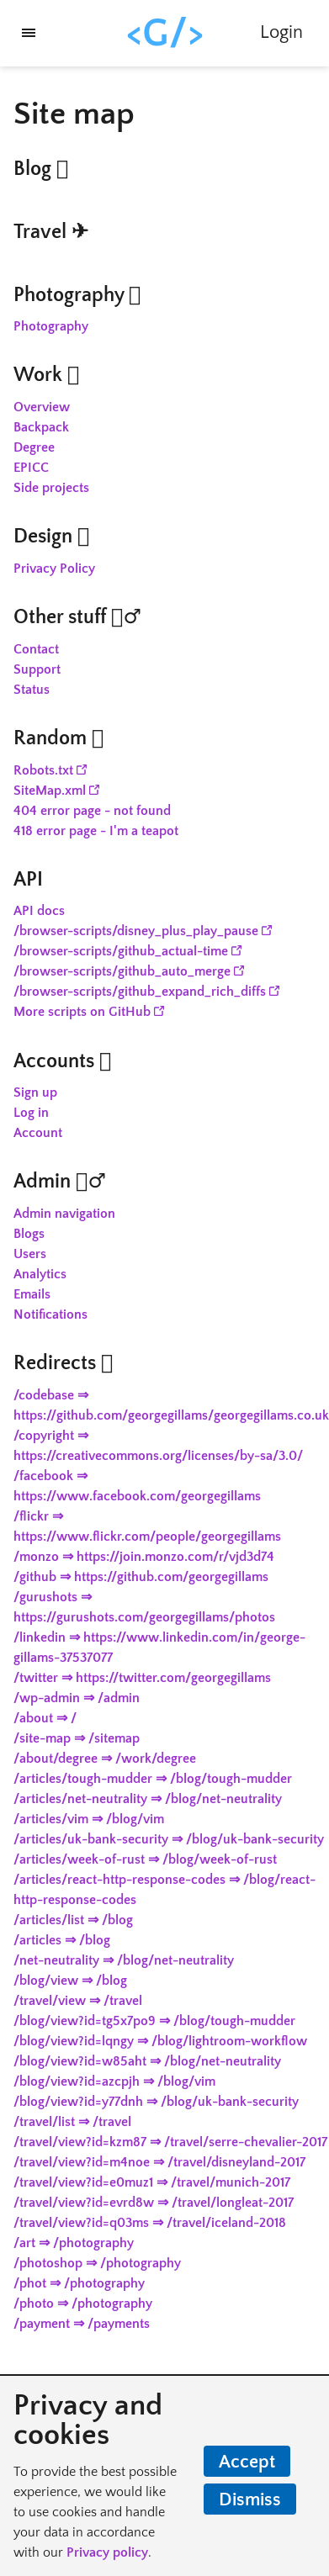 <G/>
Login
Site map
Blog
Travel ✈
Photography
Photography
Work
Overview
Backpack
Degree
EPICC
Side projects
Design
Privacy Policy
Other stuff ♂
Contact
Support
Status
Random
Robots.txt
SiteMap.xml
404 error page - not found
418 error page - I'm a teapot
API
API docs
/browser-scripts/disney_plus_play_pause
/browser-scripts/github_actual-time
/browser-scripts/github_auto_merge
/browser-scripts/github_expand_rich_diffs
More scripts on GitHub
Accounts
Sign up
Log in
Account
Admin ♂
Admin navigation
Blogs
Users
Analytics
Emails
Notifications
Redirects
/codebase ⇒
https://github.com/georgegillams/georgegillams.co.uk
/copyright ⇒
https://creativecommons.org/licenses/by-sa/3.0/
/facebook ⇒
https://www.facebook.com/georgegillams
/flickr ⇒
https://www.flickr.com/people/georgegillams
/monzo ⇒ https://join.monzo.com/r/vjd3d74
/github ⇒ https://github.com/georgegillams
/gurushots ⇒
https://gurushots.com/georgegillams/photos
/linkedin ⇒ https://www.linkedin.com/in/george-
gillams-37537077
/twitter ⇒ https://twitter.com/georgegillams
/wp-admin ⇒ /admin
/about ⇒ /
/site-map ⇒ /sitemap
/about/degree ⇒ /work/degree
/articles/tough-mudder ⇒ /blog/tough-mudder
/articles/net-neutrality ⇒ /blog/net-neutrality
/articles/vim ⇒ /blog/vim
/articles/uk-bank-security ⇒ /blog/uk-bank-security
/articles/week-of-rust ⇒ /blog/week-of-rust
/articles/react-http-response-codes ⇒ /blog/react-
http-response-codes
/articles/list ⇒ /blog
/articles ⇒ /blog
/net-neutrality ⇒ /blog/net-neutrality
/blog/view ⇒ /blog
/travel/view ⇒ /travel
/blog/view?id=tg5x7po9 ⇒ /blog/tough-mudder
/blog/view?id=lqngy ⇒ /blog/lightroom-workflow
/blog/view?id=w85aht ⇒ /blog/net-neutrality
/blog/view?id=azcpjh ⇒ /blog/vim
/blog/view?id=y77dnh ⇒ /blog/uk-bank-security
/travel/list ⇒ /travel
/travel/view?id=kzm87 ⇒ /travel/serre-chevalier-2017
/travel/view?id=m4noe ⇒ /travel/disneyland-2017
/travel/view?id=e0muz1 ⇒ /travel/munich-2017
/travel/view?id=evrd8w ⇒ /travel/longleat-2017
/travel/view?id=q03ms ⇒ /travel/iceland-2018
/art ⇒ /photography
/photoshop ⇒ /photography
/phot ⇒ /photography
/photo ⇒ /photography
/payment ⇒ /payments
Privacy and
cookies
To provide the best possible
experience, we would like
to use cookies and handle
your data in accordance
with our Privacy policy.
Accept
Dismiss